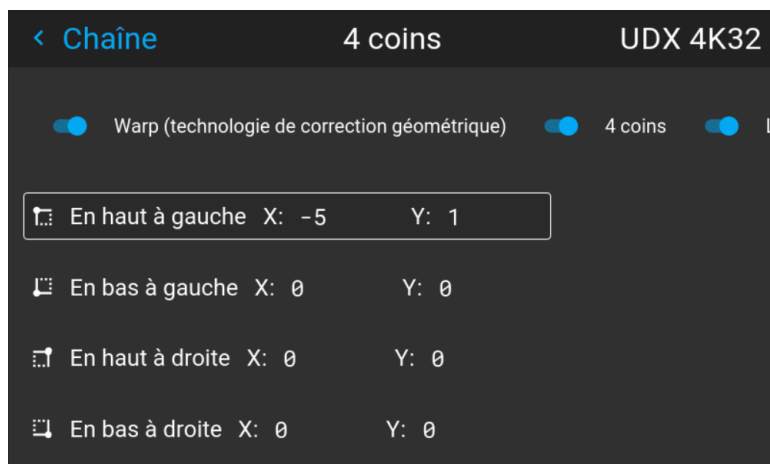 ‹ Chaîne 4 coins UDX 4K32
Warp (technologie de correction géométrique) 4 coins
En haut à gauche X: -5 Y: 1
En bas à gauche X: 0 Y: 0
En haut à droite X: 0 Y: 0
En bas à droite X: 0 Y: 0